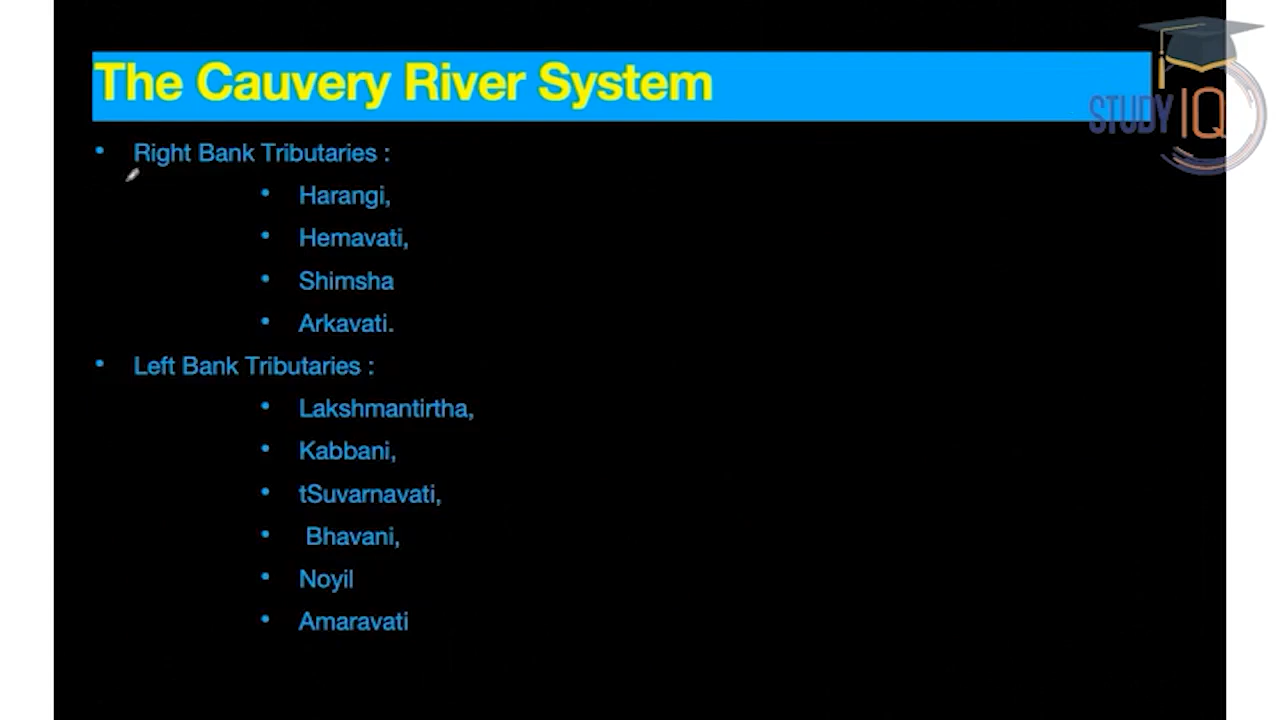 The Cauvery River System
STUDY IQ
• Right Bank Tributaries :
• Harangi,
• Hemavati,
• Shimsha
• Arkavati.
• Left Bank Tributaries :
• Lakshmantirtha,
• Kabbani,
• tSuvarnavati,
• Bhavani,
• Noyil
• Amaravati